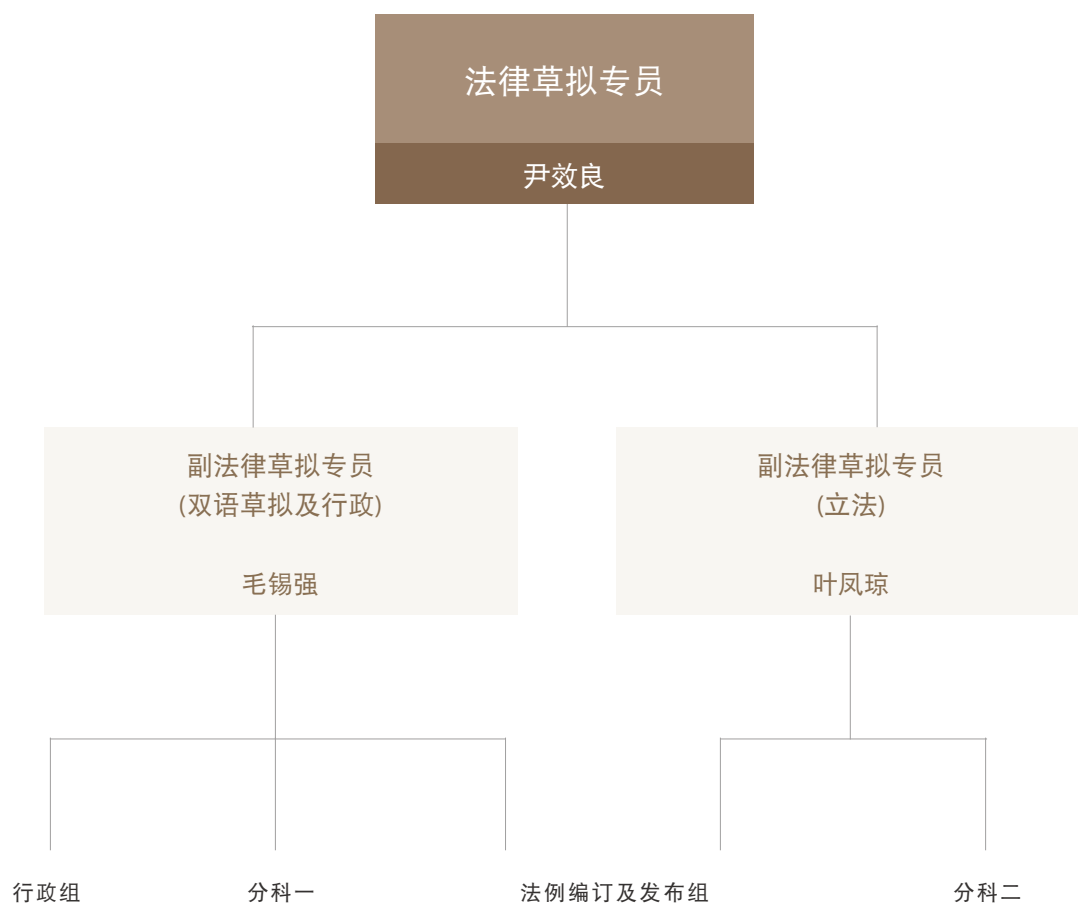 法律草拟专员
尹效良
副法律草拟专员
(双语草拟及行政)
毛锡强
副法律草拟专员
(立法)
叶凤琼
行政组
分科一
法例编订及发布组
分科二